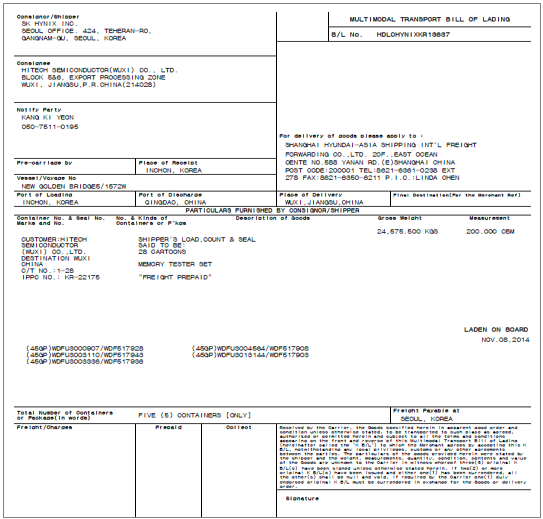 Consignor/Shipper
SK HYNIX INC.
SEOUL OFFICE. 424, TEHERAN-RO,
GANGNAM-GU, SEOUL, KOREA
MULTIMODAL TRANSPORT BILL OF LADING
B/L No. HDLCHYNIXKR13637
Consignee
HITECH SEMICONDUCTOR(WUXI) CO., LTD.
BLOCK 5&6, EXPORT PROCESSING ZONE
WUXI, JIANGSU,P.R.CHINA(214028)
Notify Party
KANG KI YEON
050-7511-0195
For delivery of goods please apply to :
SHANGHAI HYUNDAI-ASIA SHIPPING INT'L FREIGHT
FORWARDING CO.,LTD. 20F.,EAST OCEAN
CENTE NO.588 YANAN RD.(E)SHANGHAI CHINA
POST CODE:200001 TEL:8621-6361-0238 EXT
278 FAX:8621-6350-6211 P.I.C.:LINDA CHEN
Pre-carriage by
Place of Receipt
INCHON, KOREA
Vessel/Voyage No
NEW GOLDEN BRIDGE5/1572W
Port of Loading
INCHON, KOREA
Port of Discharge
QINGDAO, CHINA
Place of Delivery
WUXI,JIANGSU,CHINA
Final Destination(For the Merchant Ref)
PARTICULARS FURNISHED BY CONSIGNOR/SHIPPER
Container No. & Seal No. No. & Kinds of Description of Goods Gross Weight Measurement
Marks and No. Containers or P'kgs
24,575.500 KGS 200.000 CBM
CUSTOMER:HITECH SHIPPER'S LOAD,COUNT & SEAL
SEMICONDUCTOR SAID TO BE:
(WUXI) CO.,LTD. 28 CARTOONS
DESTINATION WUXI
CHINA MEMORY TESTER SET
C/T NO.:1-28
IPPC NO.: KR-22175 "FREIGHT PREPAID"
LADEN ON BOARD
NOV.08,2014
(45GP)WDFU3000907/WDF517928 (45GP)WDFU3004564/WDF517905
(45GP)WDFU3003110/WDF517943 (45GP)WDFU3013144/WDF517903
(45GP)WDFU3003336/WDF517936
Total Number of Containers
or Package(in words)
FIVE (5) CONTAINERS [ONLY]
Freight Payable at
SEOUL, KOREA
Freight/Charges Prepaid Collect
Received by the Carrier, the Goods specified herein in apparent good order and
condition unless otherwise stated, to be transported to such place as agreed,
authorised or permitted herein and subject to all the terms and conditions
appearing on the front and reverse of this Multimodal Transport Bill of Lading
(hereinafter called the 'K B/L') to which the Merchant agrees by accepting this K
B/L, notwithstanding any local privileges, customs or any other agreements
between the parties. The particulars of the goods provided herein were stated by
the shipper and the weight, measurements, quantity, condition, contents and value
of the Goods are unknown to the Carrier in witness whereof three(3) original K
B/L(s) have been signed unless otherwise stated herein. If two(2) or more
original K B/L(s) have been issued and either one(1) has been surrendered, all
the other(s) shall be null and void. If required by the Carrier one(1) duly
endorsed original K B/L must be surrendered in exchange for the Goods or delivery
order.
Signature